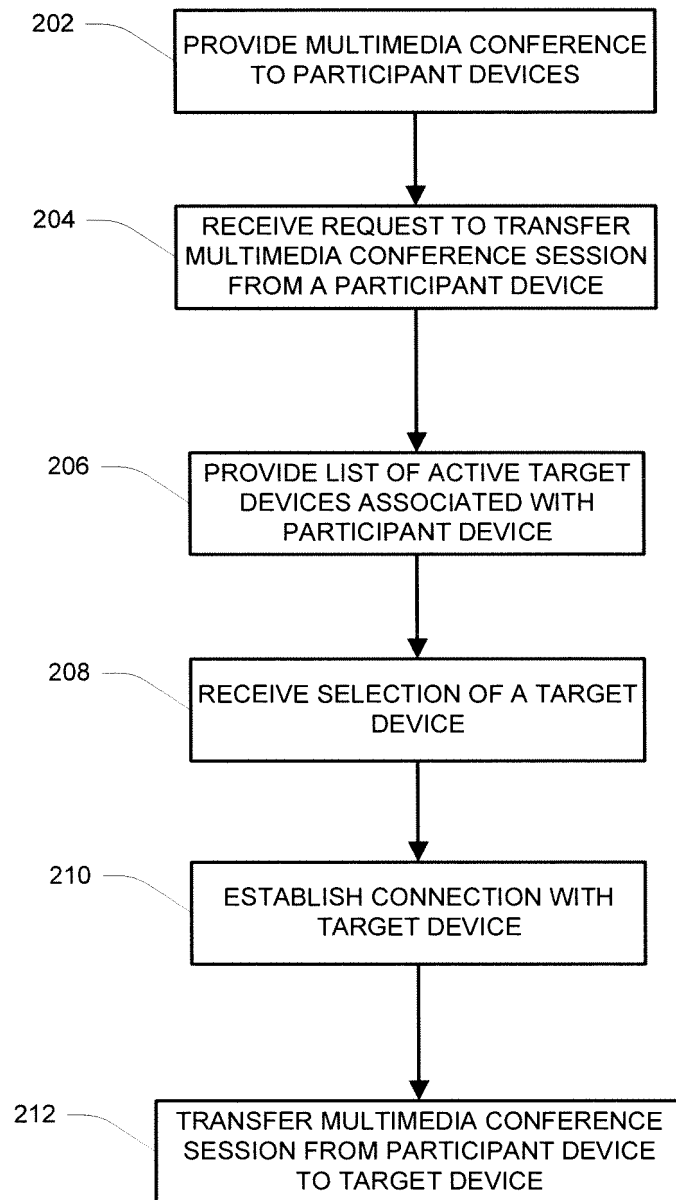 202
PROVIDE MULTIMEDIA CONFERENCE
TO PARTICIPANT DEVICES
204
RECEIVE REQUEST TO TRANSFER
MULTIMEDIA CONFERENCE SESSION
FROM A PARTICIPANT DEVICE
206
PROVIDE LIST OF ACTIVE TARGET
DEVICES ASSOCIATED WITH
PARTICIPANT DEVICE
208
RECEIVE SELECTION OF A TARGET
DEVICE
210
ESTABLISH CONNECTION WITH
TARGET DEVICE
212
TRANSFER MULTIMEDIA CONFERENCE
SESSION FROM PARTICIPANT DEVICE
TO TARGET DEVICE